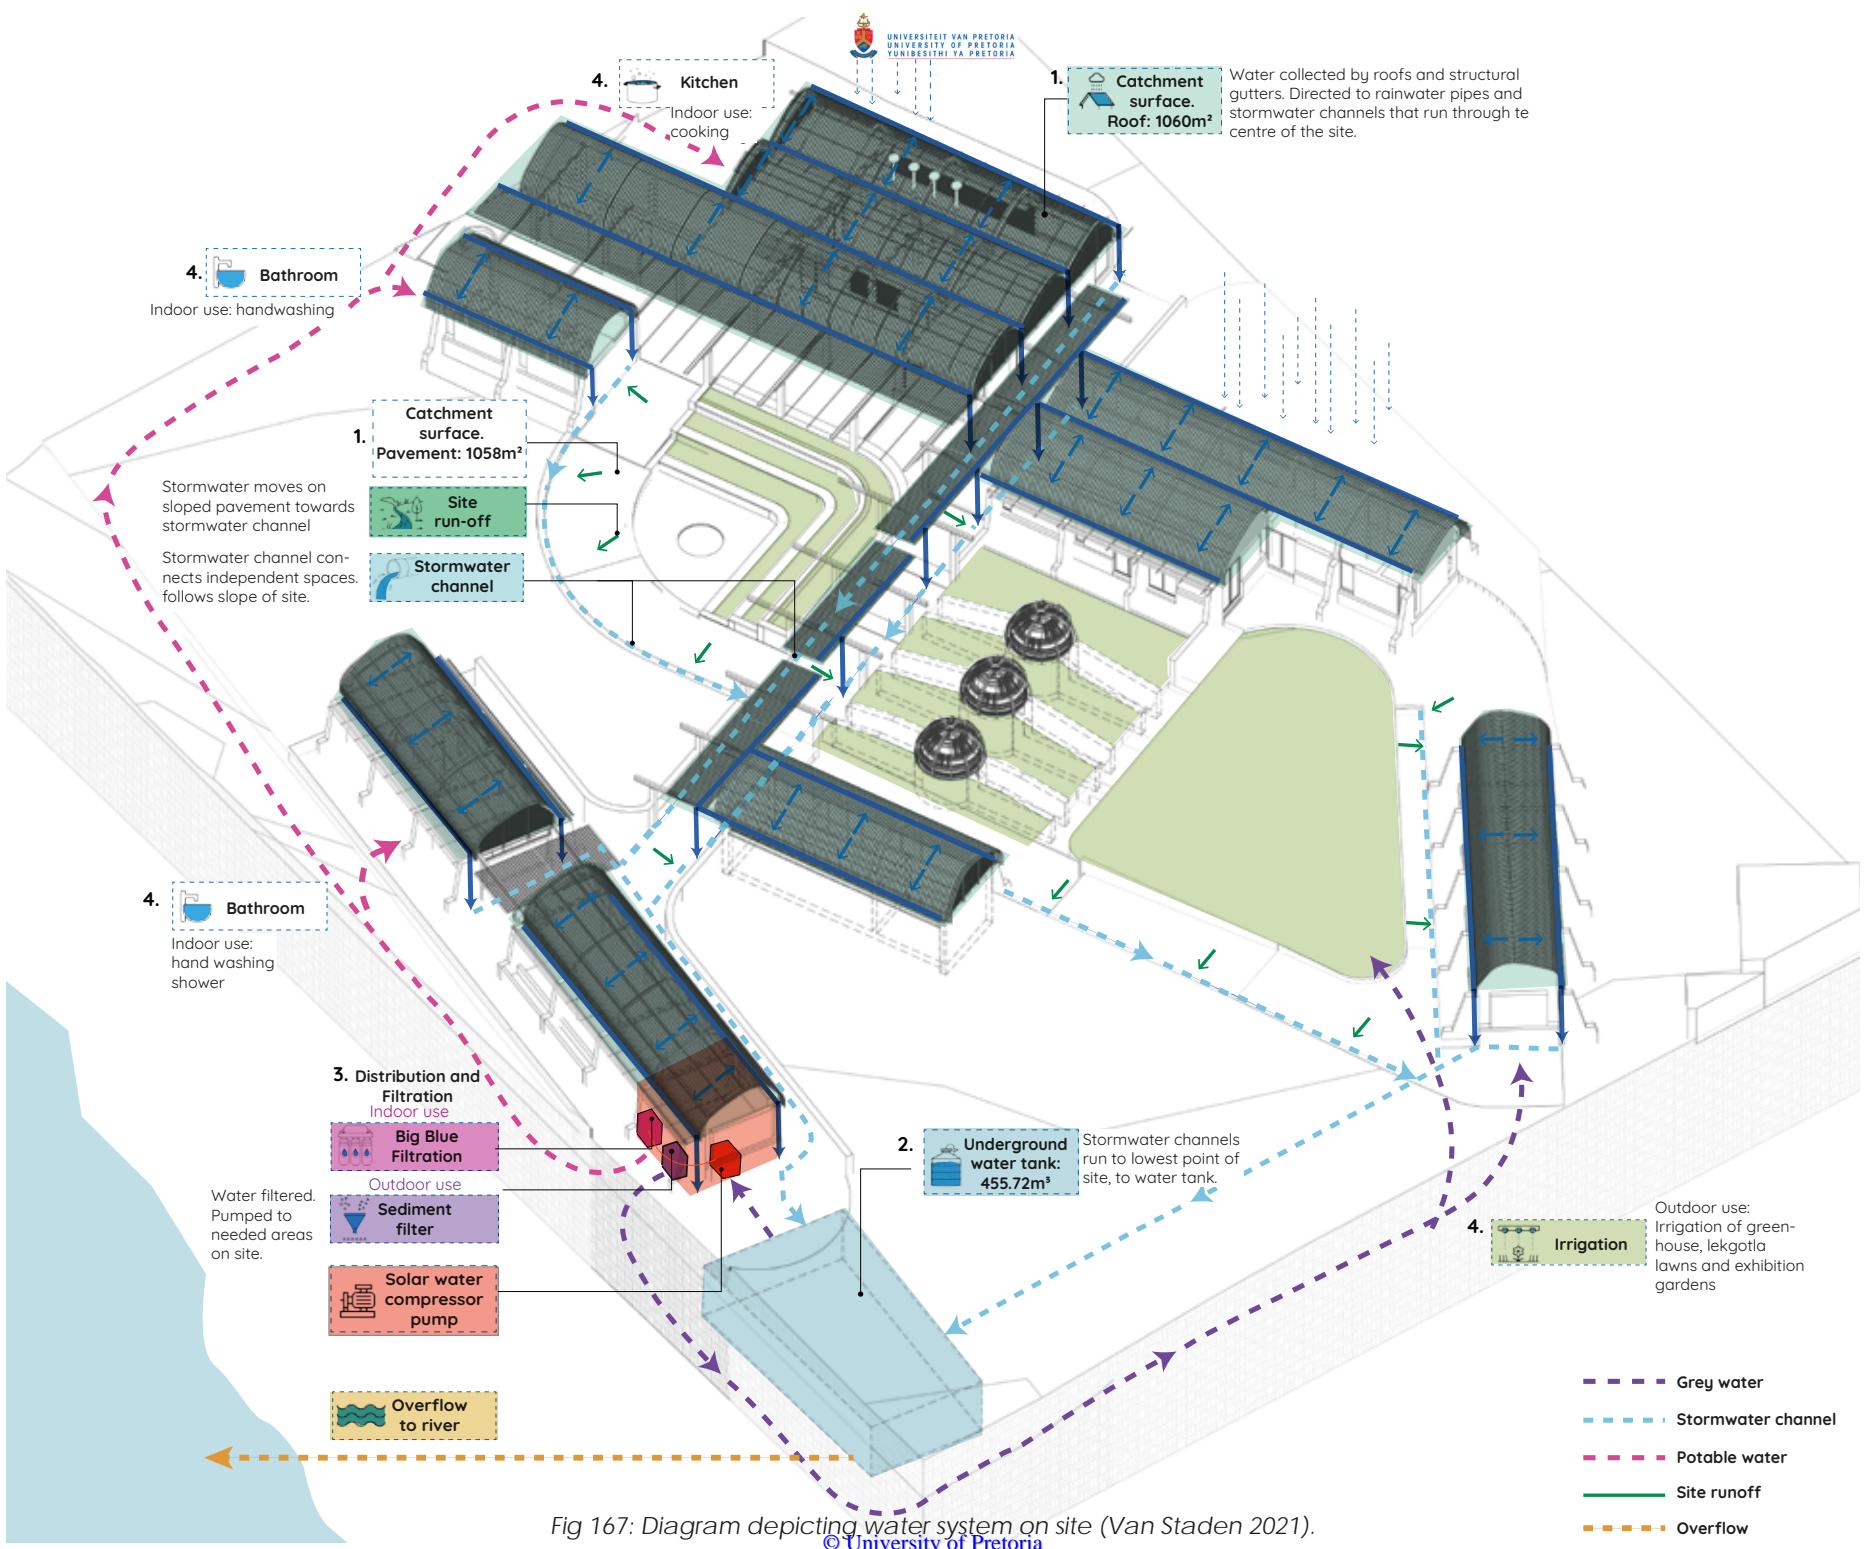 UNIVERSITEIT VAN PRETORIA
UNIVERSITY OF PRETORIA
YUNIBESITHI YA PRETORIA
4. Kitchen
Indoor use:
cooking
1. Catchment
surface.
Roof: 1060m²
Water collected by roofs and structural
gutters. Directed to rainwater pipes and
stormwater channels that run through te
centre of the site.
4. Bathroom
Indoor use: handwashing
1. Catchment
surface.
Pavement: 1058m²
Stormwater moves on
sloped pavement towards
stormwater channel
Site
run-off
Stormwater channel con-
nects independent spaces.
follows slope of site.
Stormwater
channel
4. Bathroom
Indoor use:
hand washing
shower
3. Distribution and
Filtration
Indoor use
Big Blue
Filtration
Outdoor use
Sediment
filter
Water filtered.
Pumped to
needed areas
on site.
Solar water
compressor
pump
Overflow
to river
2. Underground
water tank:
455.72m³
Stormwater channels
run to lowest point of
site, to water tank.
4. Irrigation
Outdoor use:
Irrigation of green-
house, lekgotla
lawns and exhibition
gardens
Grey water
Stormwater channel
Potable water
Site runoff
Overflow
Fig 167: Diagram depicting water system on site (Van Staden 2021).
© University of Pretoria